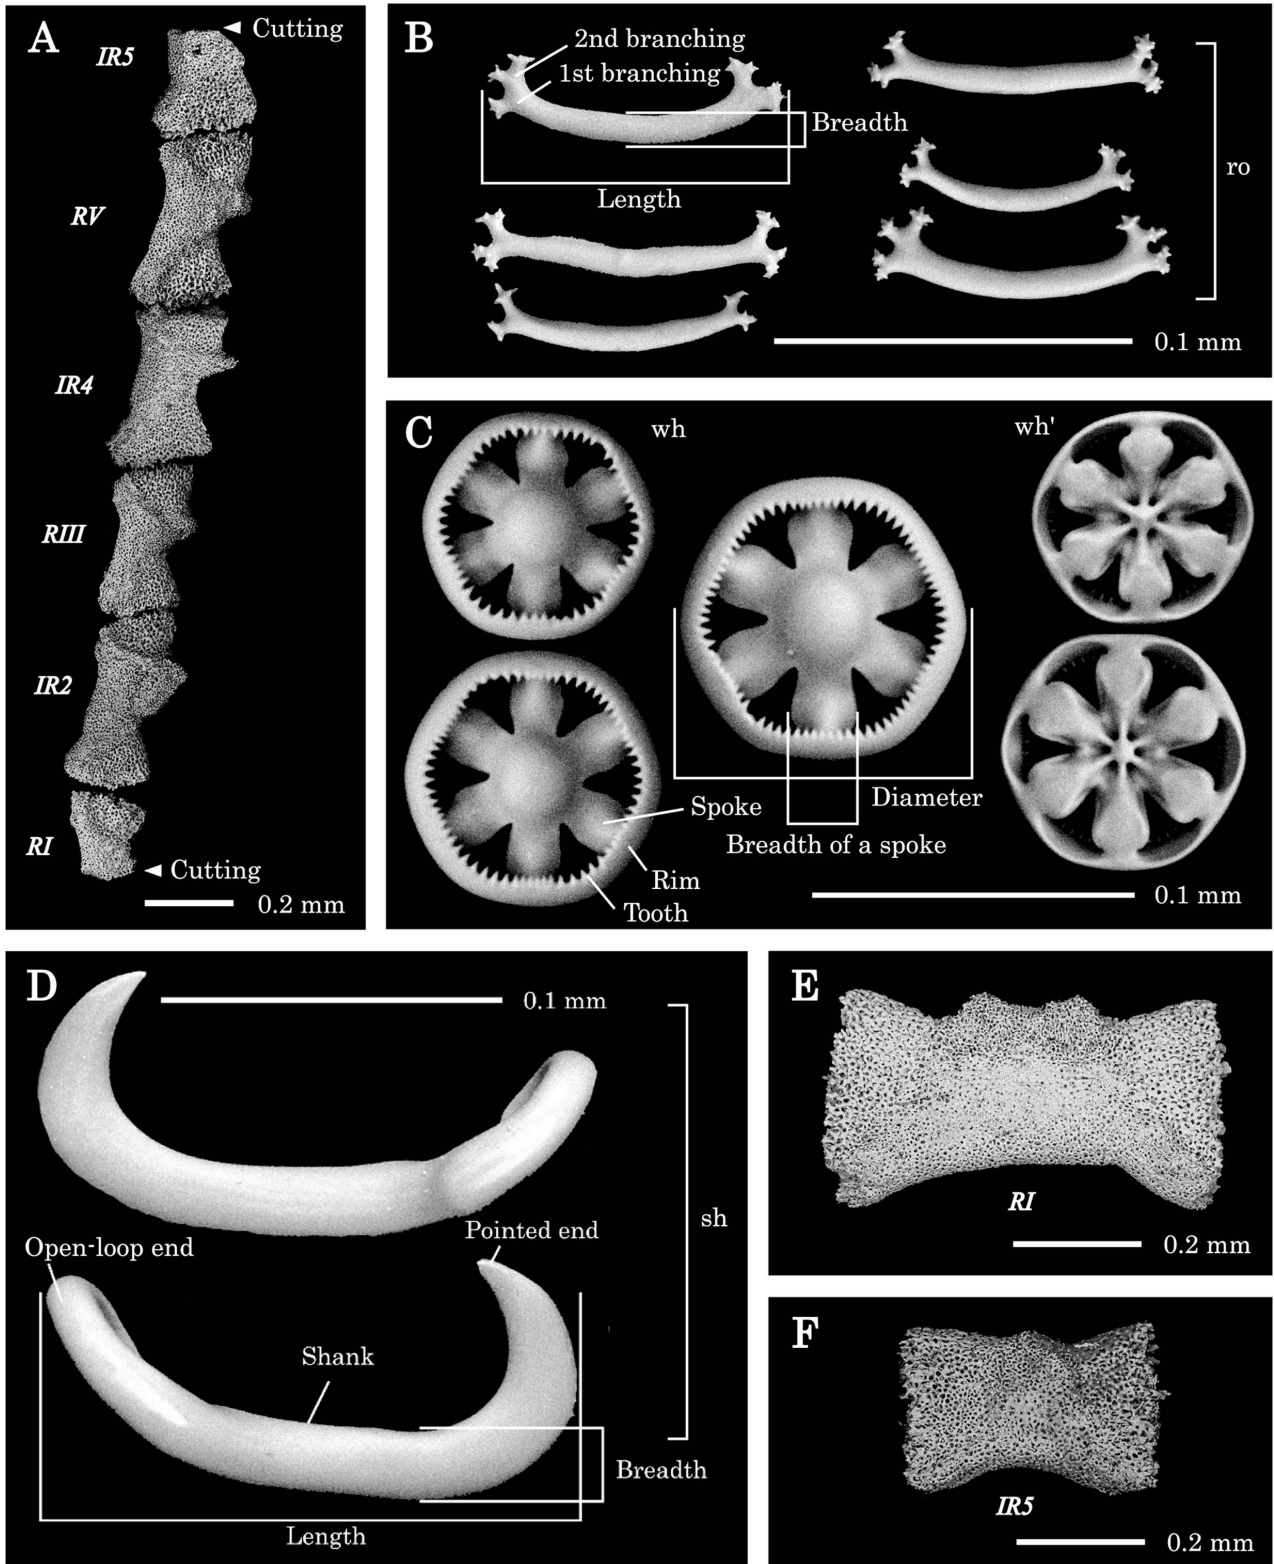 A
Cutting
IR5
RV
IR4
RIII
IR2
RI
Cutting
0.2 mm
B
2nd branching
1st branching
Breadth
Length
ro
0.1 mm
C
wh
wh'
Diameter
Spoke
Breadth of a spoke
Rim
Tooth
0.1 mm
D
0.1 mm
sh
Pointed end
Open-loop end
Shank
Breadth
Length
E
RI
0.2 mm
F
IR5
0.2 mm